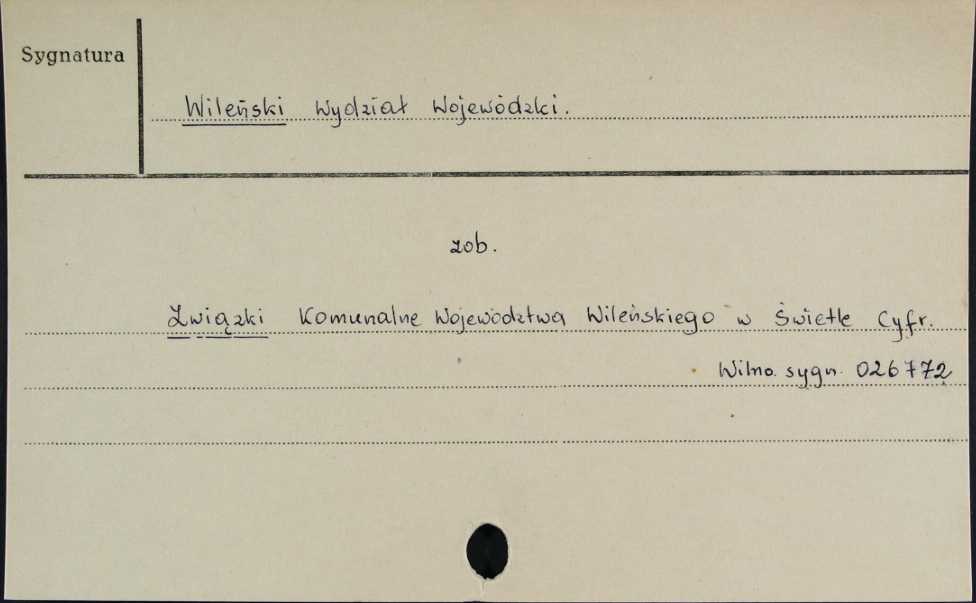 Sygnatura
Wileński Wydział Wojewódzki.
zob.
Związki Komunalne Województwa Wileńskiego w Świetle Cyfr.
Wilno. sygn. 026772